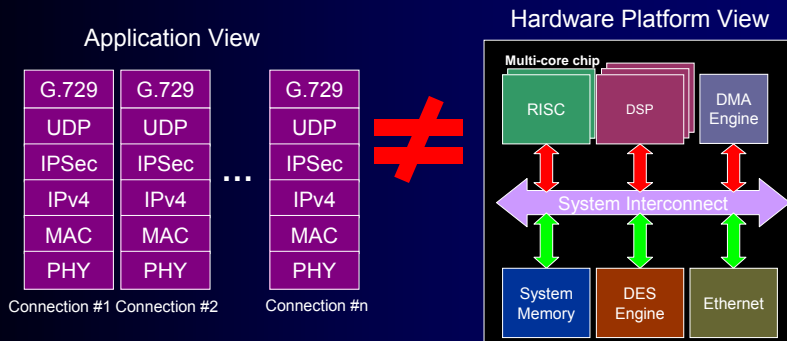 Application View
G.729
UDP
IPSec
IPv4
MAC
PHY
Connection #1
G.729
UDP
IPSec
IPv4
MAC
PHY
Connection #2
...
G.729
UDP
IPSec
IPv4
MAC
PHY
Connection #n
≠
Hardware Platform View
Multi-core chip
RISC
DSP
DMA
Engine
System Interconnect
System
Memory
DES
Engine
Ethernet